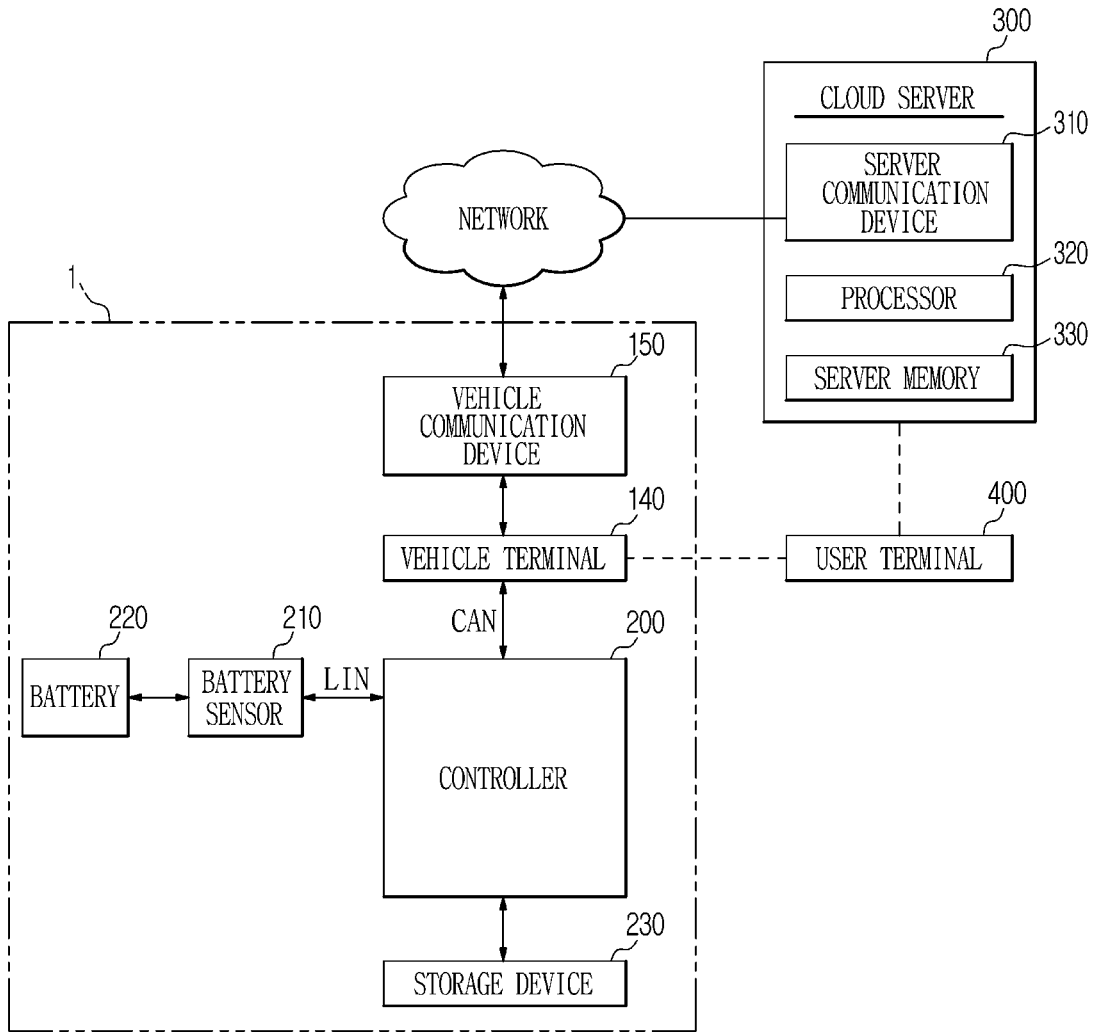 300
CLOUD SERVER
310
SERVER
COMMUNICATION
DEVICE
NETWORK
320
PROCESSOR
1
330
SERVER MEMORY
150
VEHICLE
COMMUNICATION
DEVICE
140
VEHICLE TERMINAL
400
USER TERMINAL
CAN
220
BATTERY
210
BATTERY
SENSOR
LIN
200
CONTROLLER
230
STORAGE DEVICE